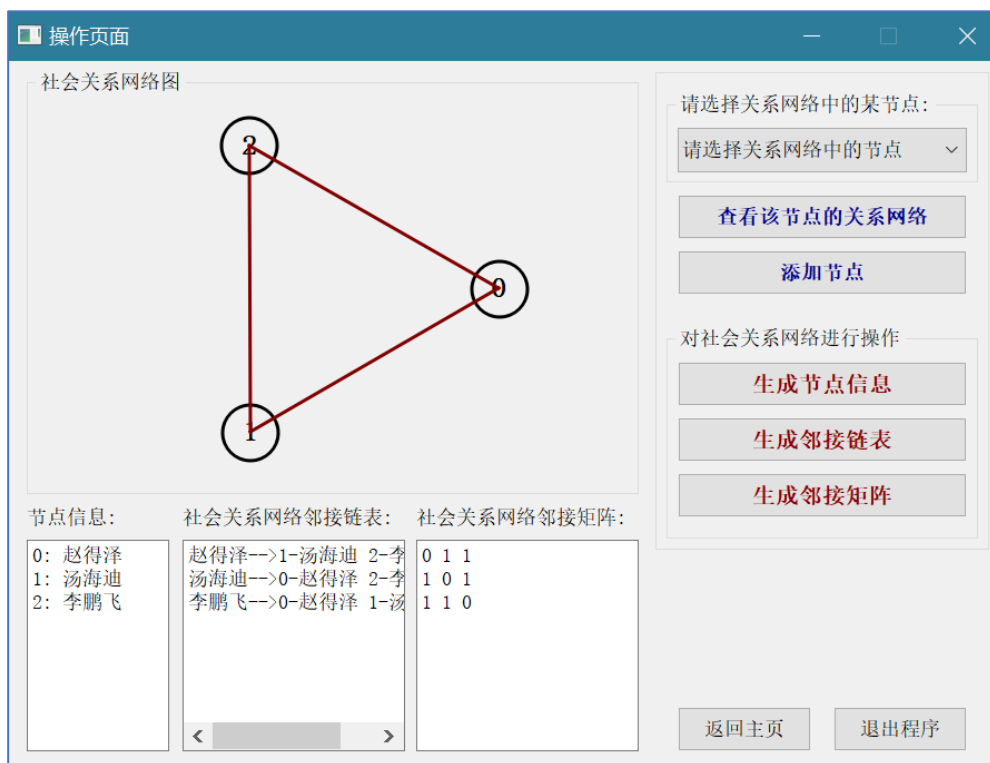 操作页面
社会关系网络图
2
0
1
请选择关系网络中的某节点:
请选择关系网络中的节点
查看该节点的关系网络
添加节点
对社会关系网络进行操作
生成节点信息
生成邻接链表
生成邻接矩阵
节点信息:
0: 赵得泽
1: 汤海迪
2: 李鹏飞
社会关系网络邻接链表:
赵得泽-->1-汤海迪 2-李
汤海迪-->0-赵得泽 2-李
李鹏飞-->0-赵得泽 1-汤
社会关系网络邻接矩阵:
0 1 1
1 0 1
1 1 0
返回主页
退出程序